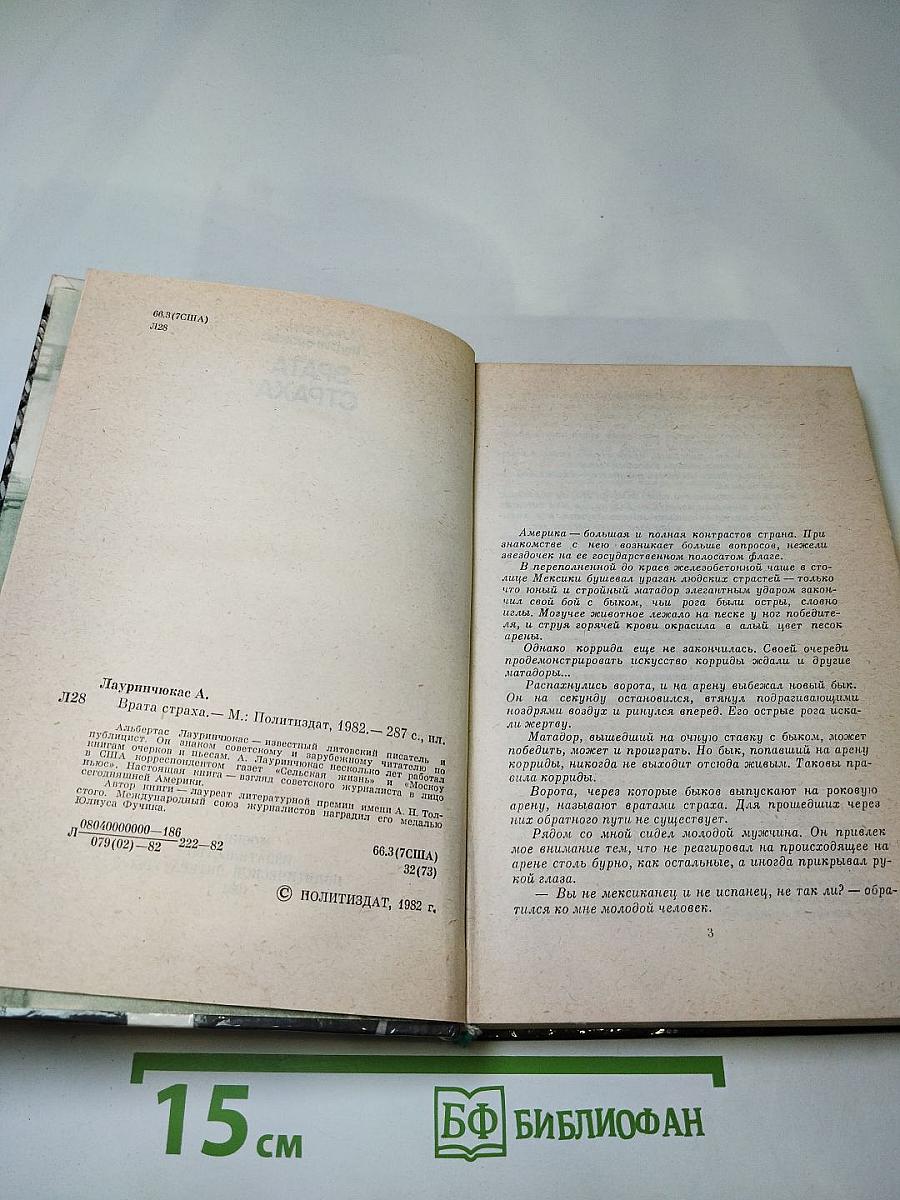 66.3(7США)
Л28
ВРАТА
СТРАХА
Лауринчюкас А.
Л28 Врата страха.— М.: Политиздат, 1982.— 287 с., ил.
Альбертас Лауринчюкас — известный литовский писатель и
публицист. Он знаком советскому и зарубежному читателю по
книгам очерков и пьесам. А. Лауринчюкас несколько лет работал
в США корреспондентом газет «Сельская жизнь» и «Москоу
ньюс». Настоящая книга — взгляд советского журналиста в лицо
сегодняшней Америки.
Автор книги — лауреат литературной премии имени А. Н. Тол-
стого. Международный союз журналистов наградил его медалью
Юлиуса Фучика.
Л 08040000000—186 222—82
079(02)—82
66.3(7США)
32(73)
© ПОЛИТИЗДАТ, 1982 г.
Америка — большая и полная контрастов страна. При
знакомстве с нею возникает больше вопросов, нежели
звездочек на ее государственном полосатом флаге.
В переполненной до краев железобетонной чаше в сто-
лице Мексики бушевал ураган людских страстей — только
что юный и стройный матадор элегантным ударом закон-
чил свой бой с быком, чьи рога были остры, словно
иглы. Могучее животное лежало на песке у ног победите-
ля, и струя горячей крови окрасила в алый цвет песок
арены.
Однако коррида еще не закончилась. Своей очереди
продемонстрировать искусство корриды ждали и другие
матадоры...
Распахнулись ворота, и на арену выбежал новый бык.
Он на секунду остановился, втянул подрагивающими
ноздрями воздух и ринулся вперед. Его острые рога иска-
ли жертву.
Матадор, вышедший на очную ставку с быком, может
победить, может и проиграть. Но бык, попавший на арену
корриды, никогда не выходит отсюда живым. Таковы пра-
вила корриды.
Ворота, через которые быков выпускают на роковую
арену, называют вратами страха. Для прошедших через
них обратного пути не существует.
Рядом со мной сидел молодой мужчина. Он привлек
мое внимание тем, что не реагировал на происходящее на
арене столь бурно, как остальные, а иногда прикрывал ру-
кой глаза.
— Вы не мексиканец и не испанец, не так ли? — обра-
тился ко мне молодой человек.
3
15 см
БФ БИБЛИОФАН